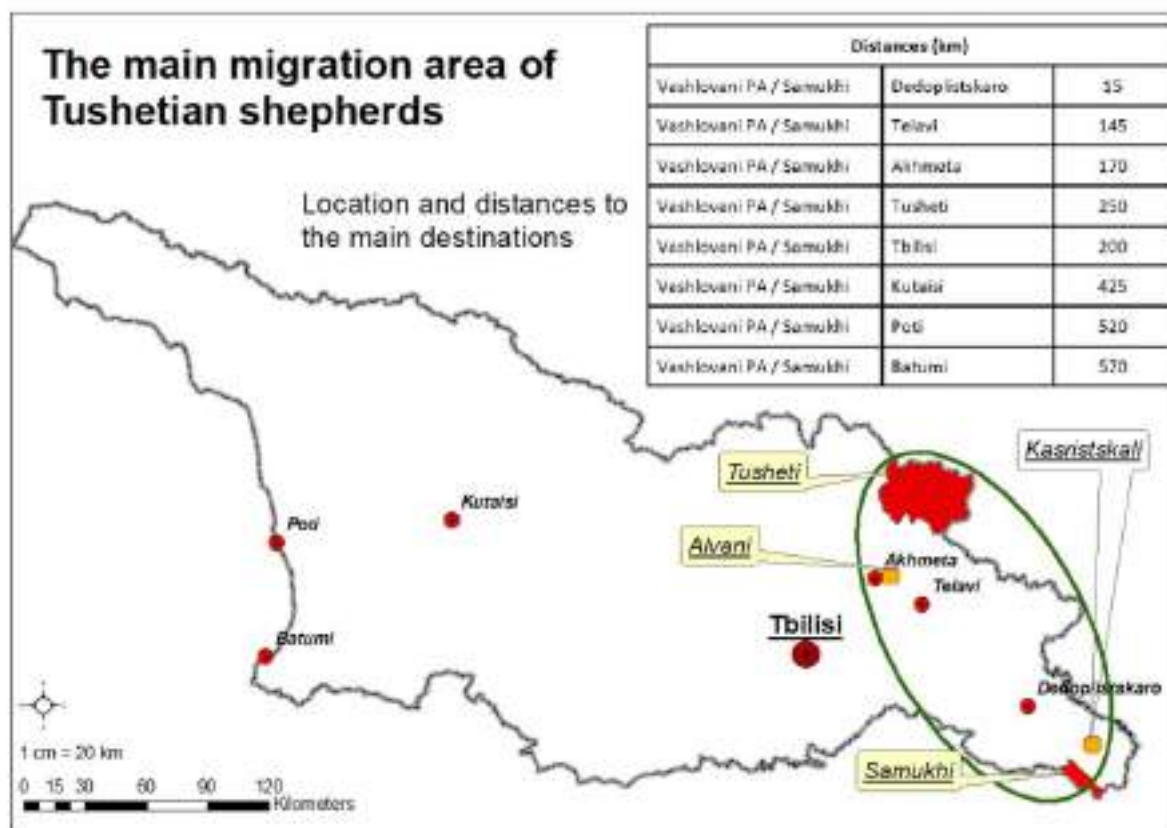 The main migration area of
Tushetian shepherds
Location and distances to
the main destinations
Distances (km)
Vashlovani PA / Samukhi Dedoplistskaro 15
Vashlovani PA / Samukhi Telavi 145
Vashlovani PA / Samukhi Akhmeta 170
Vashlovani PA / Samukhi Tusheti 250
Vashlovani PA / Samukhi Tbilisi 200
Vashlovani PA / Samukhi Kutaisi 425
Vashlovani PA / Samukhi Poti 520
Vashlovani PA / Samukhi Batumi 570
Kasristskali
Tusheti
Kutaisi
Poti
Alvani
Akhmeta
Telavi
Tbilisi
Batumi
Dedoplistskaro
Samukhi
1 cm = 20 km
0 15 30 60 90 120
Kilometers